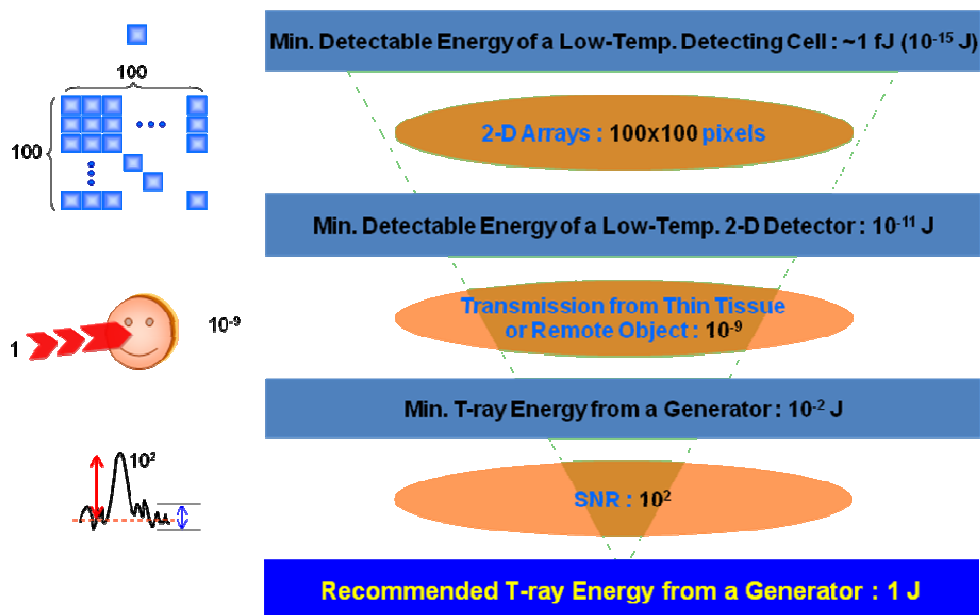 Min. Detectable Energy of a Low-Temp. Detecting Cell : ~1 fJ (10⁻¹⁵ J)
100
100
2-D Arrays : 100x100 pixels
Min. Detectable Energy of a Low-Temp. 2-D Detector : 10⁻¹¹ J
1
10⁻⁹
Transmission from Thin Tissue
or Remote Object : 10⁻⁹
Min. T-ray Energy from a Generator : 10⁻² J
10²
SNR : 10²
Recommended T-ray Energy from a Generator : 1 J